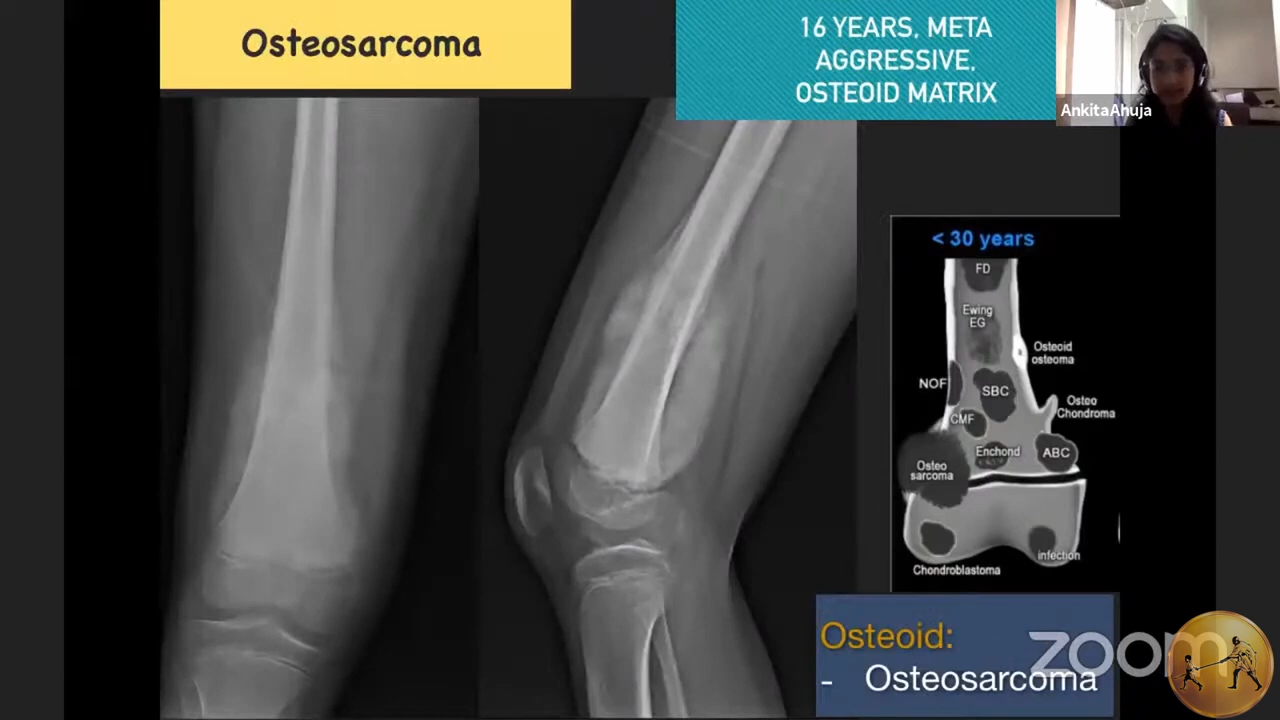 Osteosarcoma
16 YEARS, META
AGGRESSIVE,
OSTEOID MATRIX
AnkitaAhuja
< 30 years
FD
Ewing
EG
Osteoid
osteoma
NOF
SBC
Osteo
Chondroma
CMF
Enchond
ABC
Osteo
sarcoma
infection
Chondroblastoma
Osteoid:
- Osteosarcoma
zoom